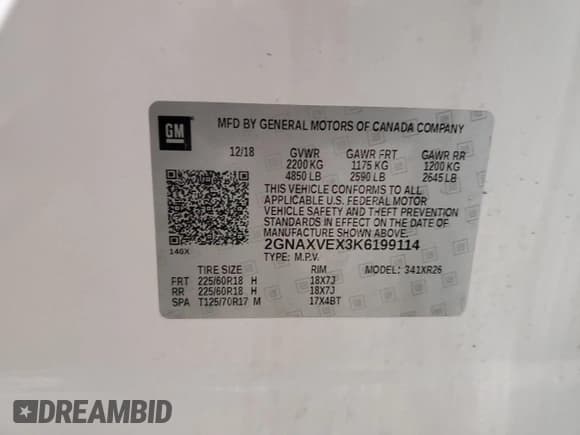 GM
MFD BY GENERAL MOTORS OF CANADA COMPANY
12/18 GVWR GAWR FRT GAWR RR
2200 KG 1175 KG 1200 KG
4850 LB 2590 LB 2645 LB
THIS VEHICLE CONFORMS TO ALL
APPLICABLE U.S. FEDERAL MOTOR
VEHICLE SAFETY AND THEFT PREVENTION
STANDARDS IN EFFECT ON THE DATE OF
MANUFACTURE SHOWN ABOVE.
140X 2GNAXVEX3K6199114
TYPE: M.P.V.
TIRE SIZE RIM MODEL: 341XR26
FRT 225/60R18 H 18X7J
RR 225/60R18 H 18X7J
SPA T125/70R17 M 17X4BT
DREAMBID